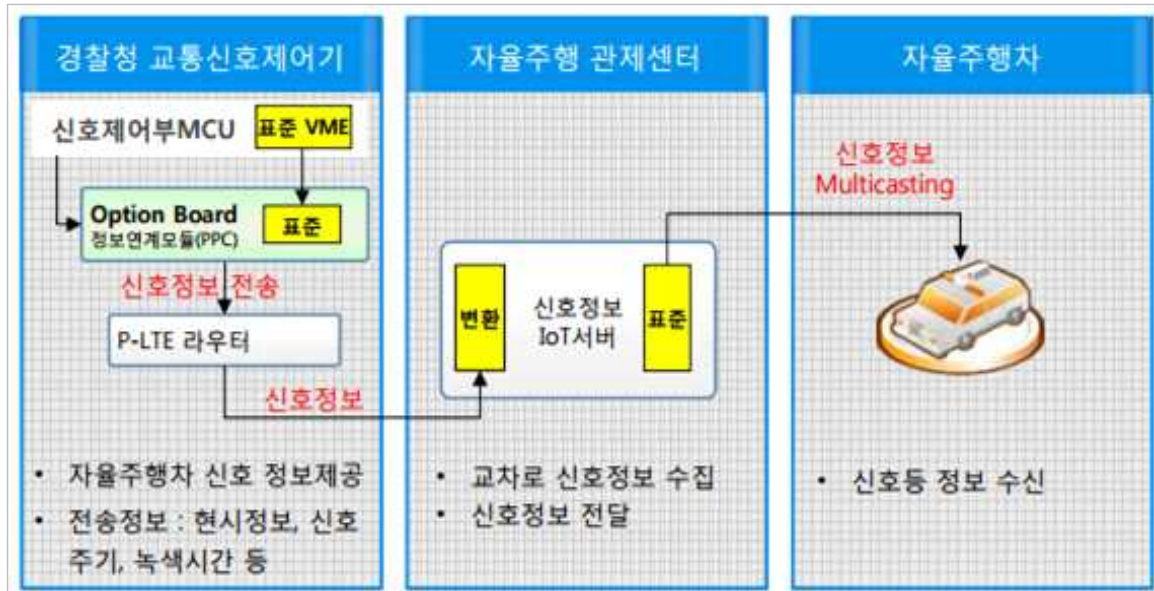 경찰청 교통신호제어기
신호제어부MCU
표준 VME
Option Board
정보연계모듈(PPC)
표준
신호정보 전송
P-LTE 라우터
신호정보
• 자율주행차 신호 정보제공
• 전송정보 : 현시정보, 신호
주기, 녹색시간 등
자율주행 관제센터
변환
신호정보
IoT서버
표준
• 교차로 신호정보 수집
• 신호정보 전달
자율주행차
신호정보
Multicasting
• 신호등 정보 수신